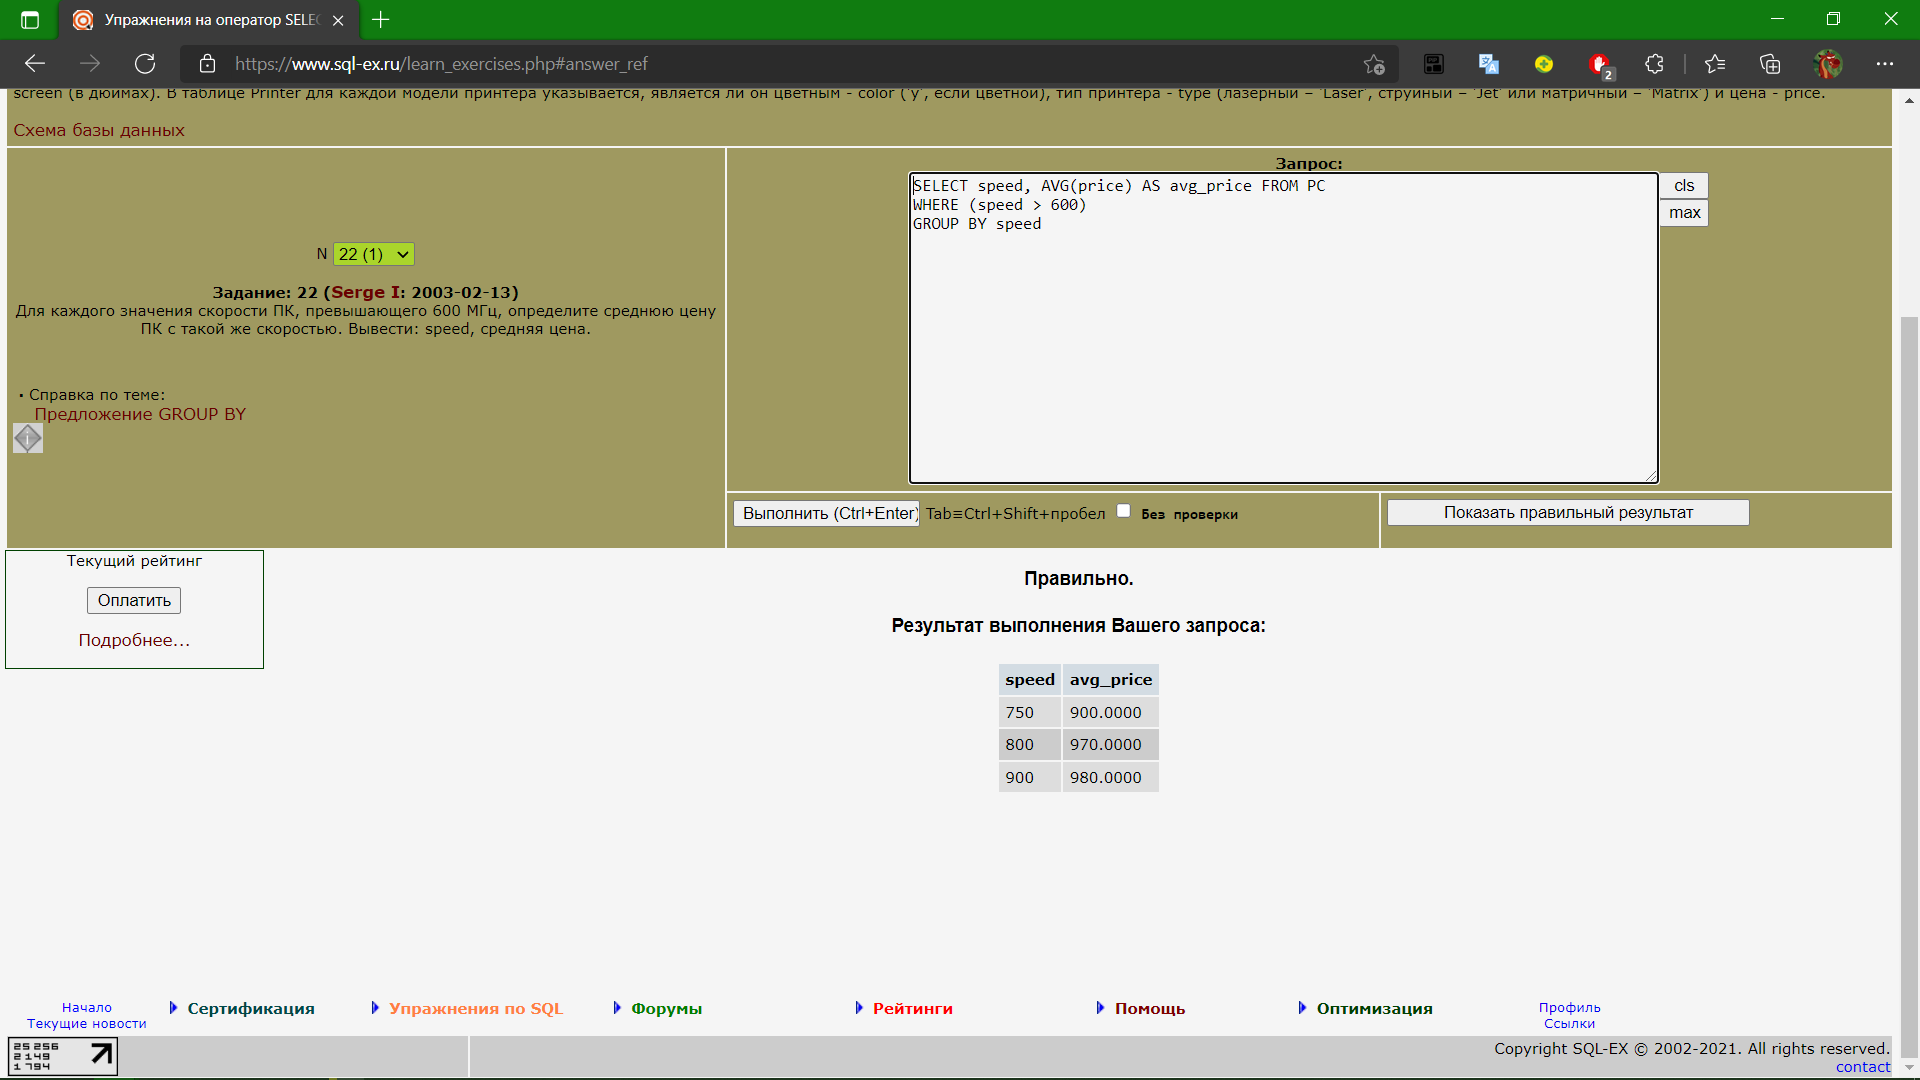 Упражнения на оператор SELEC
https://www.sql-ex.ru/learn_exercises.php#answer_ref
2
screen (в дюймах). В таблице Printer для каждой модели принтера указывается, является ли он цветным - color ('y', если цветной), тип принтера - type (лазерный – 'Laser', струйный – 'Jet' или матричный – 'Matrix') и цена - price.
Схема базы данных
N 22 (1)
Задание: 22 (Serge I: 2003-02-13)
Для каждого значения скорости ПК, превышающего 600 МГц, определите среднюю цену
ПК с такой же скоростью. Вывести: speed, средняя цена.
· Справка по теме:
Предложение GROUP BY
Запрос:
SELECT speed, AVG(price) AS avg_price FROM PC
WHERE (speed > 600)
GROUP BY speed
cls
max
Выполнить (Ctrl+Enter) Tab≡Ctrl+Shift+пробел Без проверки
Показать правильный результат
Текущий рейтинг
Оплатить
Подробнее...
Правильно.
Результат выполнения Вашего запроса:
speed avg_price
750 900.0000
800 970.0000
900 980.0000
Начало
Текущие новости
Сертификация
Упражнения по SQL
Форумы
Рейтинги
Помощь
Оптимизация
Профиль
Ссылки
25 256
2 149
1 794
Copyright SQL-EX © 2002-2021. All rights reserved.
contact